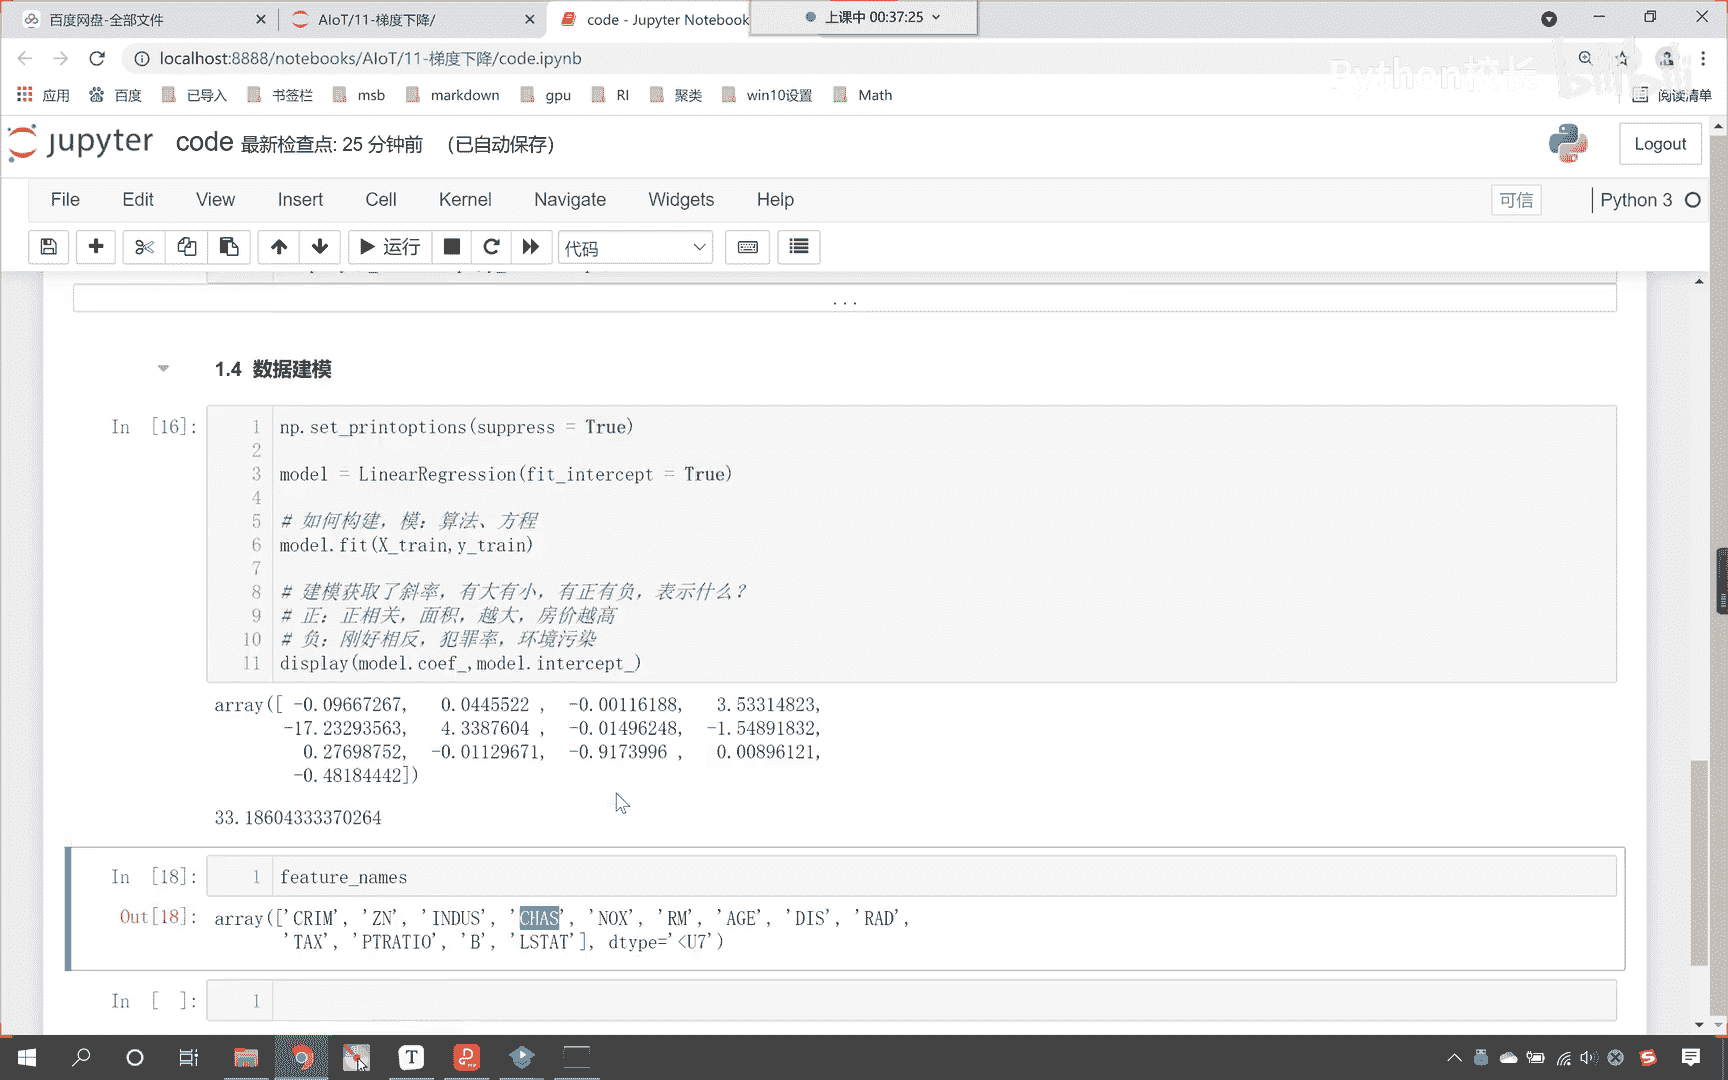 百度网盘-全部文件
AIoT/11-梯度下降/
code - Jupyter Notebook
上课中 00:37:25
localhost:8888/notebooks/AIoT/11-梯度下降/code.ipynb
Python校长
bilibili
应用 百度 已导入 书签栏 msb markdown gpu RI 聚类 win10设置 Math 阅读清单
jupyter code 最新检查点: 25 分钟前 (已自动保存) Logout
File Edit View Insert Cell Kernel Navigate Widgets Help 可信 Python 3
运行 代码
...
1.4 数据建模
In [16]:
1 np.set_printoptions(suppress = True)
2
3 model = LinearRegression(fit_intercept = True)
4
5 # 如何构建，模：算法、方程
6 model.fit(X_train,y_train)
7
8 # 建模获取了斜率，有大有小，有正有负，表示什么？
9 # 正：正相关，面积，越大，房价越高
10 # 负：刚好相反，犯罪率，环境污染
11 display(model.coef_,model.intercept_)
array([ -0.09667267, 0.0445522 , -0.00116188, 3.53314823,
-17.23293563, 4.3387604 , -0.01496248, -1.54891832,
0.27698752, -0.01129671, -0.9173996 , 0.00896121,
-0.48184442])
33.18604333370264
In [18]: 1 feature_names
Out[18]: array(['CRIM', 'ZN', 'INDUS', 'CHAS', 'NOX', 'RM', 'AGE', 'DIS', 'RAD',
'TAX', 'PTRATIO', 'B', 'LSTAT'], dtype='<U7')
In [ ]: 1